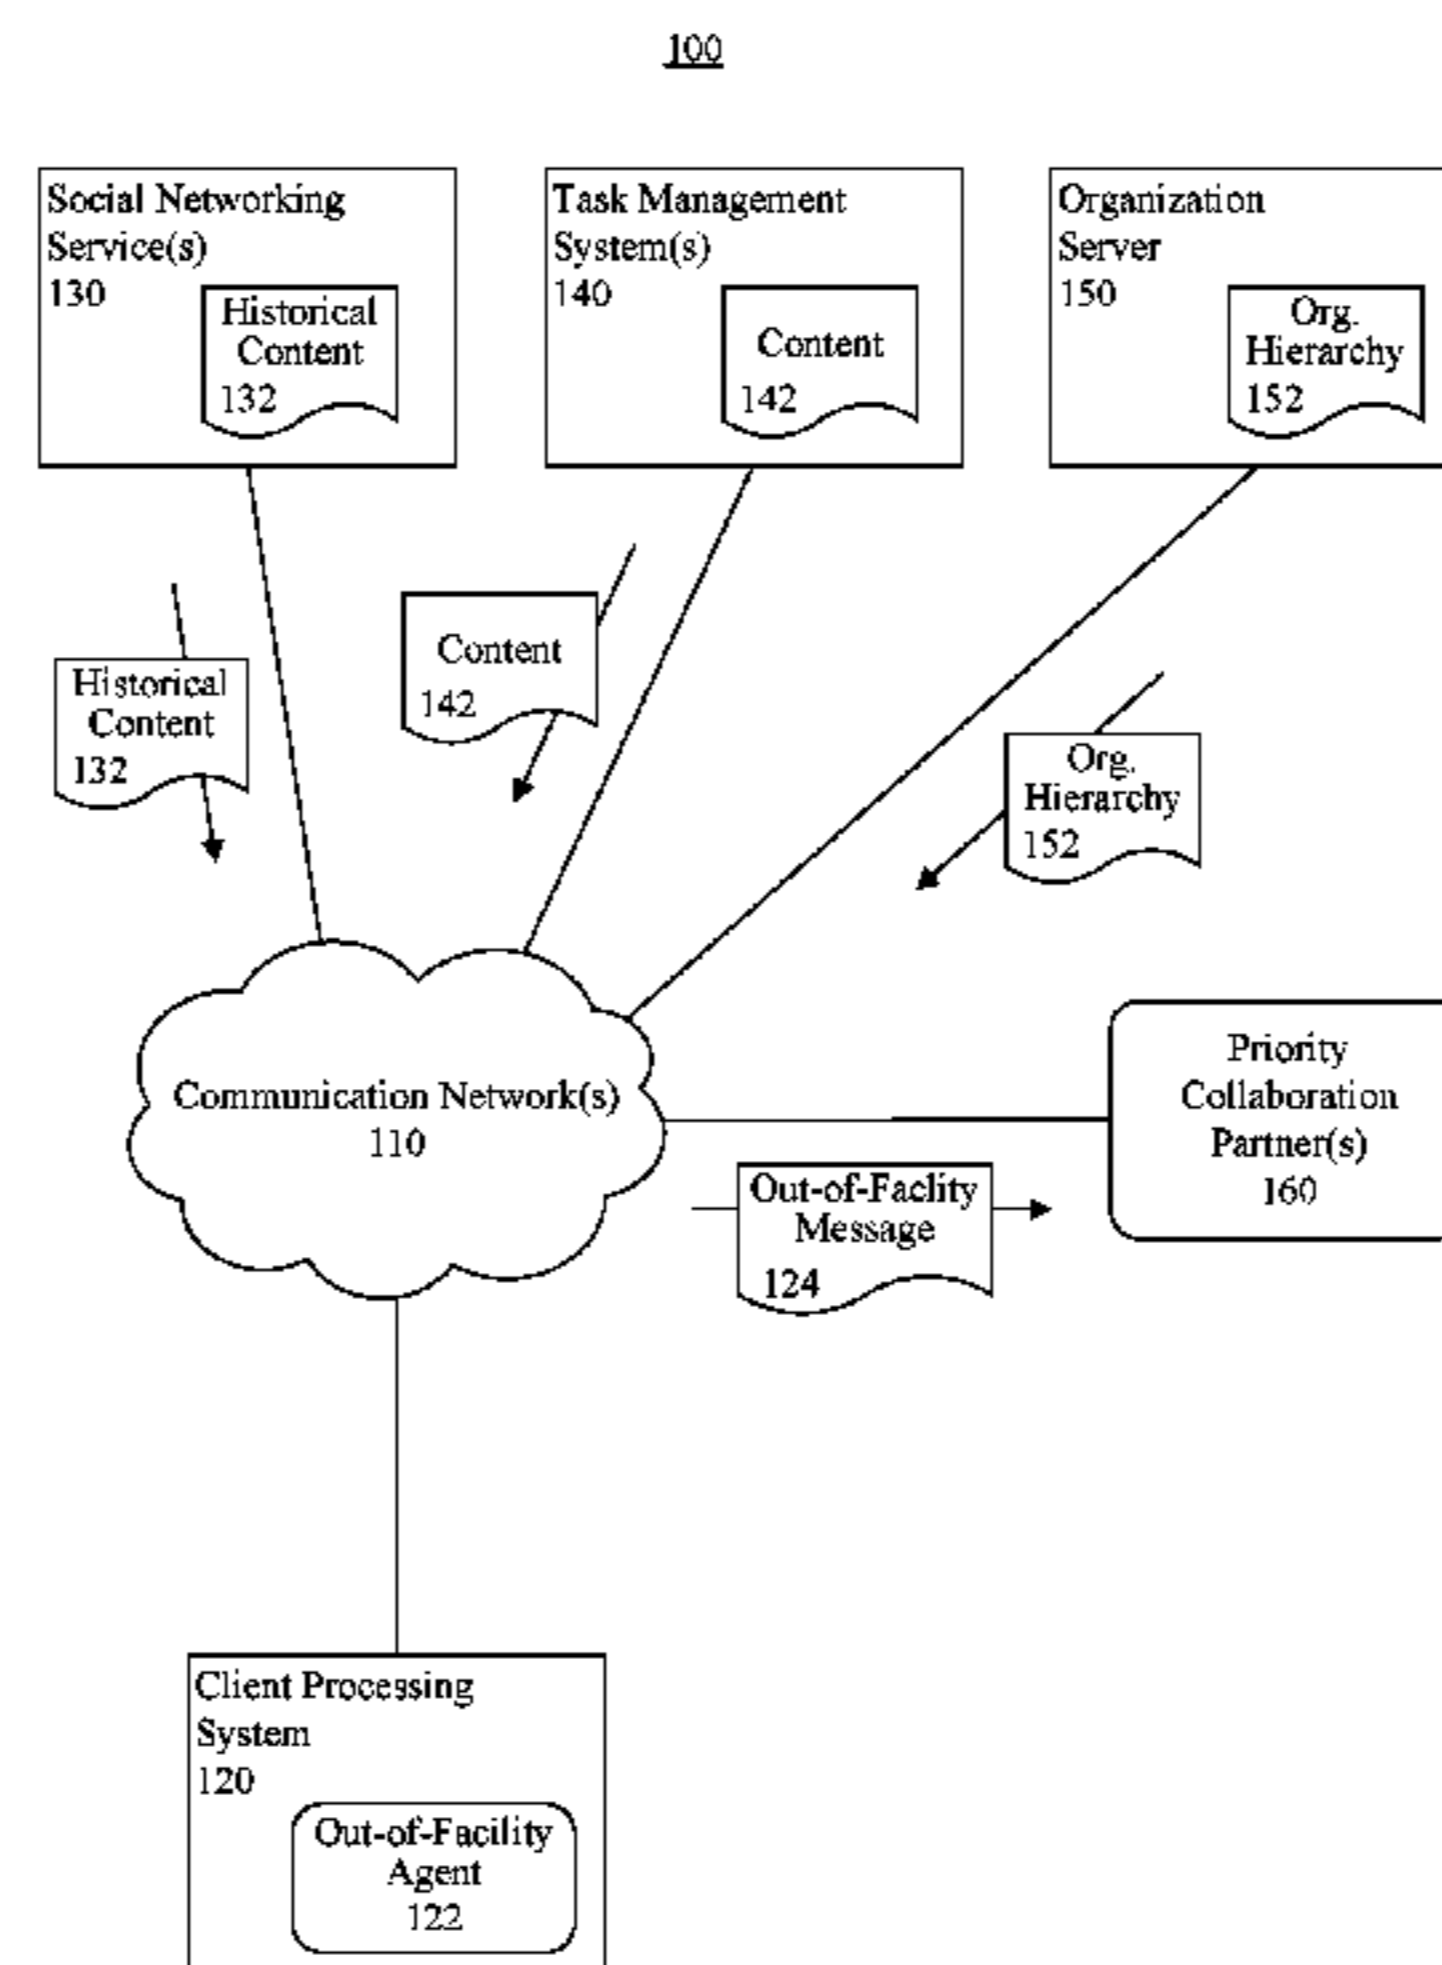 100
Social Networking
Service(s)
130
Historical
Content
132
Task Management
System(s)
140
Content
142
Organization
Server
150
Org.
Hierarchy
152
Historical
Content
132
Content
142
Org.
Hierarchy
152
Communication Network(s)
110
Priority
Collaboration
Partner(s)
160
Out-of-Faclity
Message
124
Client Processing
System
120
Out-of-Facility
Agent
122